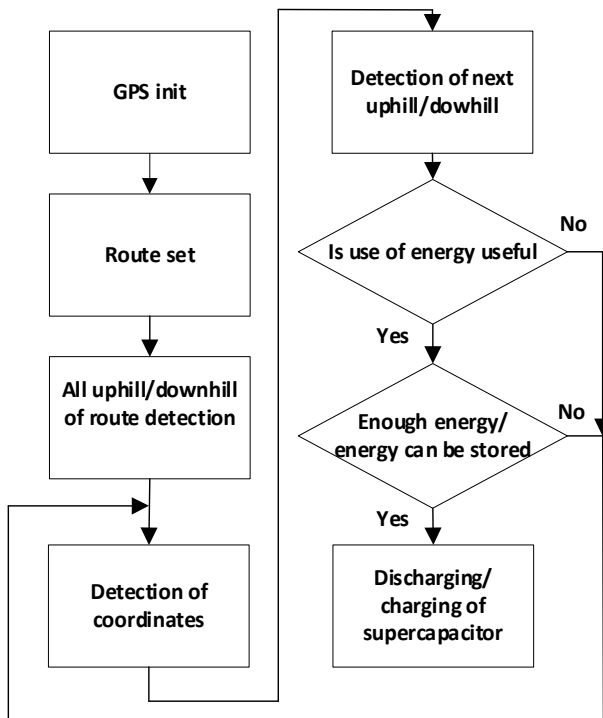 GPS init
Route set
All uphill/downhill
of route detection
Detection of
coordinates
Detection of next
uphill/dowhill
Is use of energy useful
No
Yes
Enough energy/
energy can be stored
No
Yes
Discharging/
charging of
supercapacitor